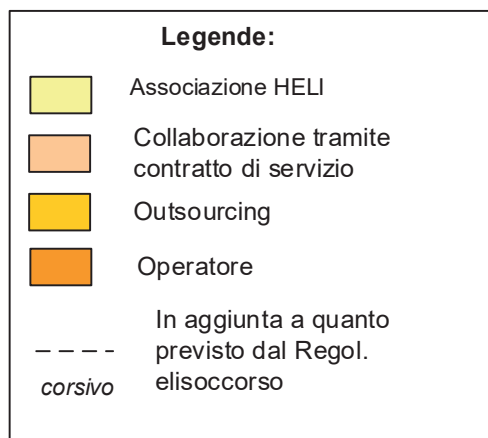 Legende:
Associazione HELI
Collaborazione tramite
contratto di servizio
Outsourcing
Operatore
In aggiunta a quanto
previsto dal Regol.
elisoccorso
corsivo